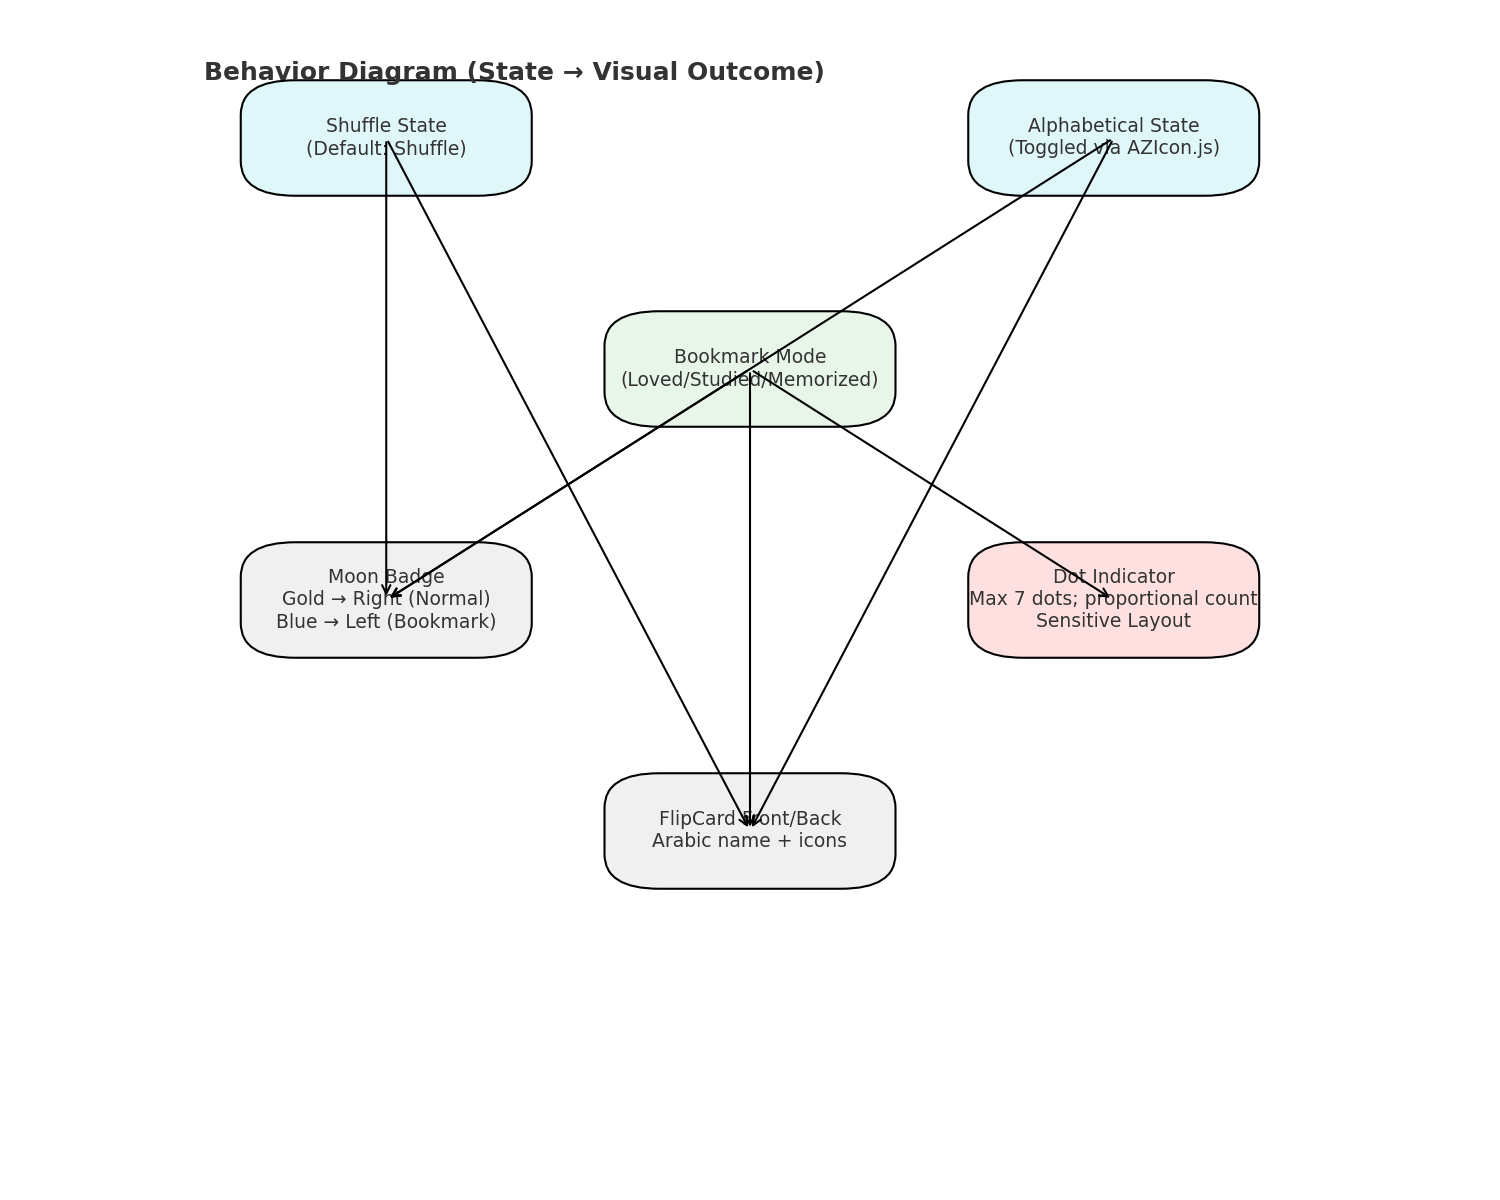 Behavior Diagram (State → Visual Outcome)
Shuffle State
(Default: Shuffle)
Alphabetical State
(Toggled via AZIcon.js)
Bookmark Mode
(Loved/Studied/Memorized)
Moon Badge
Gold → Right (Normal)
Blue → Left (Bookmark)
Dot Indicator
Max 7 dots; proportional count
Sensitive Layout
FlipCard Front/Back
Arabic name + icons